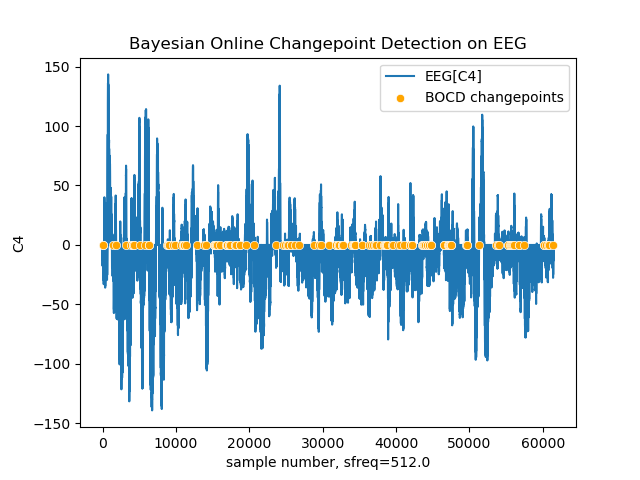 Bayesian Online Changepoint Detection on EEG
150
100
50
0
−50
−100
−150
C4
EEG[C4]
BOCD changepoints
0 10000 20000 30000 40000 50000 60000
sample number, sfreq=512.0